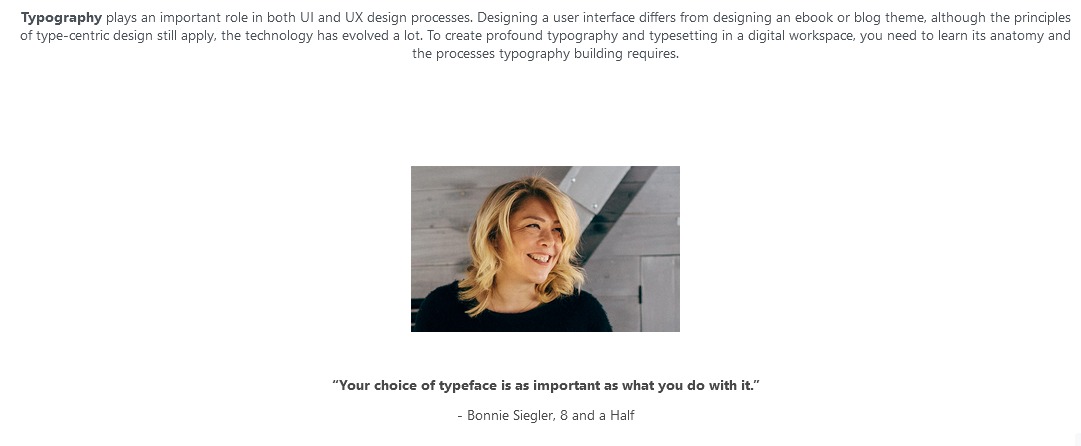 Typography plays an important role in both UI and UX design processes. Designing a user interface differs from designing an ebook or blog theme, although the principles
of type-centric design still apply, the technology has evolved a lot. To create profound typography and typesetting in a digital workspace, you need to learn its anatomy and
the processes typography building requires.
“Your choice of typeface is as important as what you do with it.”
- Bonnie Siegler, 8 and a Half